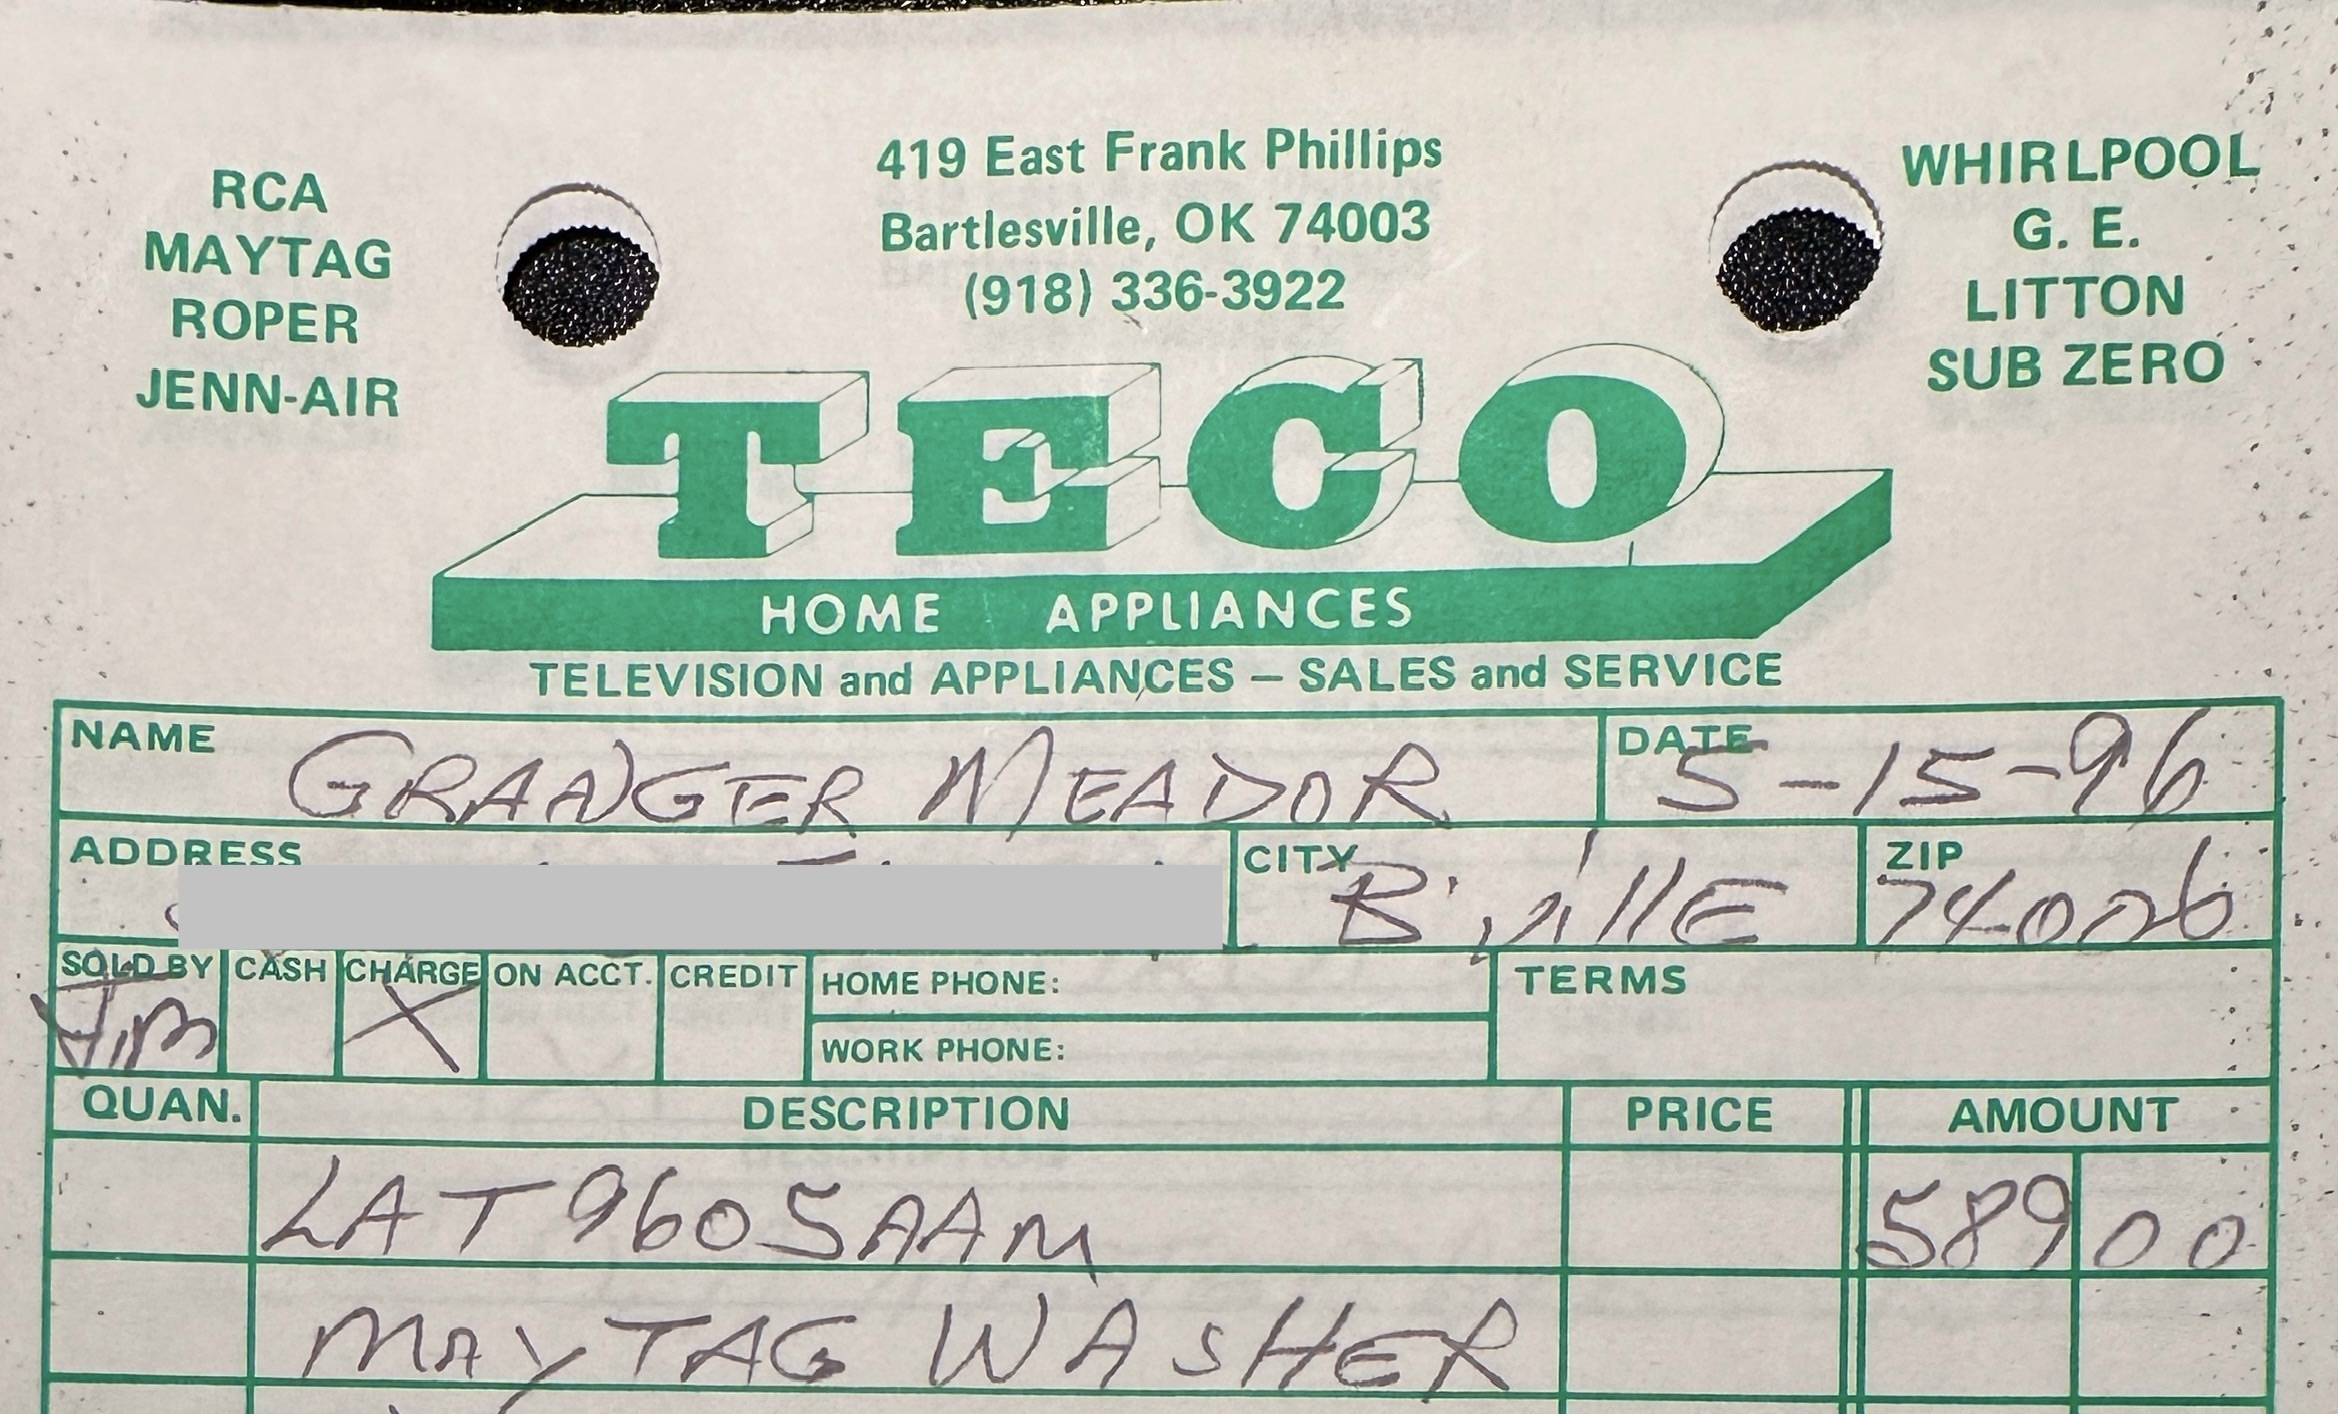 419 East Frank Phillips
Bartlesville, OK 74003
(918) 336-3922
RCA
MAYTAG
ROPER
JENN-AIR
WHIRLPOOL
G. E.
LITTON
SUB ZERO
TECO
HOME APPLIANCES
TELEVISION and APPLIANCES – SALES and SERVICE
NAME GRANGER MEADOR DATE 5-15-96
ADDRESS CITY B'ville ZIP 74006
SOLD BY Jim CASH CHARGE X ON ACCT. CREDIT HOME PHONE: TERMS
WORK PHONE:
QUAN. DESCRIPTION PRICE AMOUNT
LAT9605AAM 589 00
MAYTAG WASHER